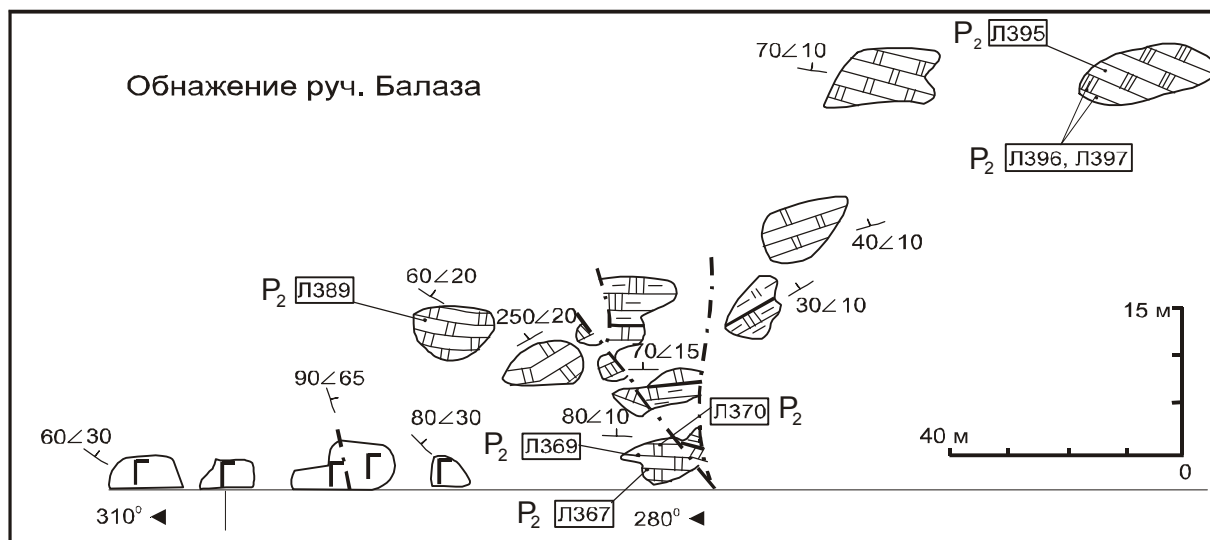 70∠10
P₂ Л395
Обнажение руч. Балаза
P₂ Л396, Л397
40∠10
60∠20
P₂ Л389
30∠10
15 м
250∠20
70∠15
90∠65
80∠30
80∠10
Л370 P₂
60∠30
P₂ Л369
40 м
0
Г Г Г Г Г
P₂ Л367
310⁰
280⁰